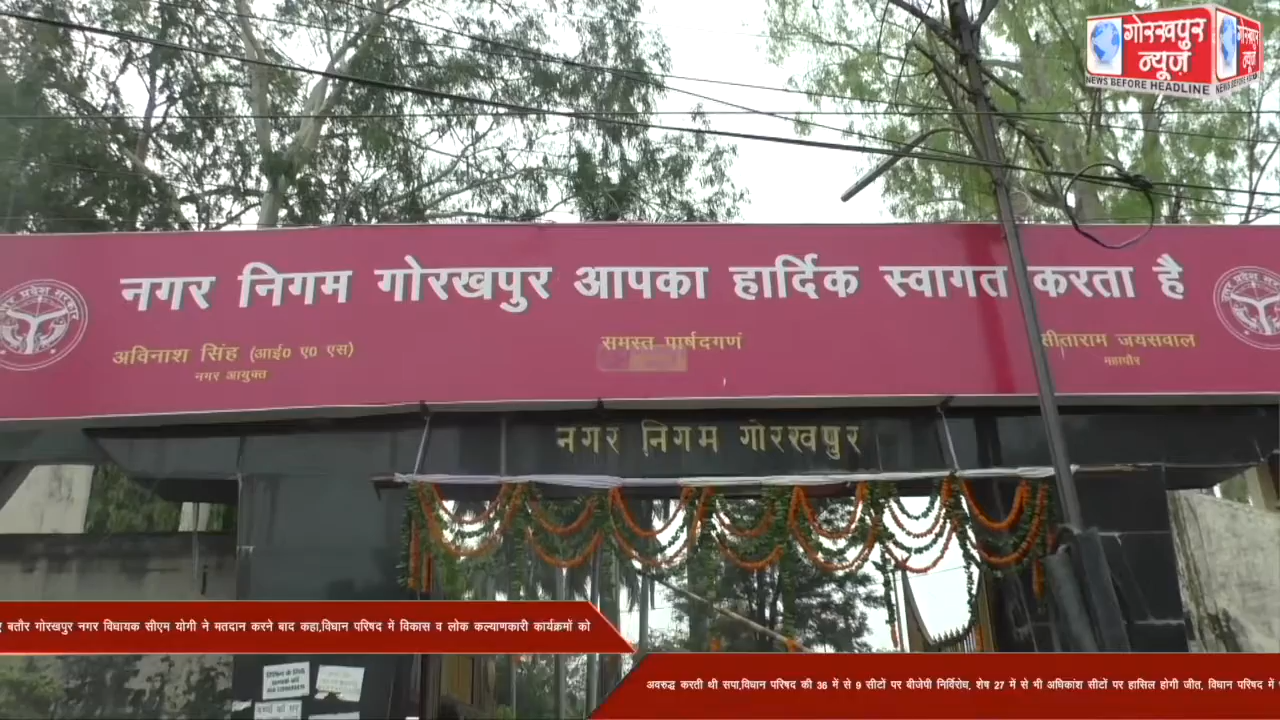 गोरखपुर
न्यूज़
NEWS BEFORE HEADLINE
नगर निगम गोरखपुर आपका हार्दिक स्वागत करता है
अविनाश सिंह (आई० ए० एस)
नगर आयुक्त
समस्त पार्षदगणं
सीताराम जयसवाल
महापौर
नगर निगम गोरखपुर
बतौर गोरखपुर नगर विधायक सीएम योगी ने मतदान करने बाद कहा,विधान परिषद में विकास व लोक कल्याणकारी कार्यक्रमों को
अवरुद्ध करती थी सपा,विधान परिषद की 36 में से 9 सीटों पर बीजेपी निर्विरोध, शेष 27 में से भी अधिकांश सीटों पर हासिल होगी जीत, विधान परिषद में